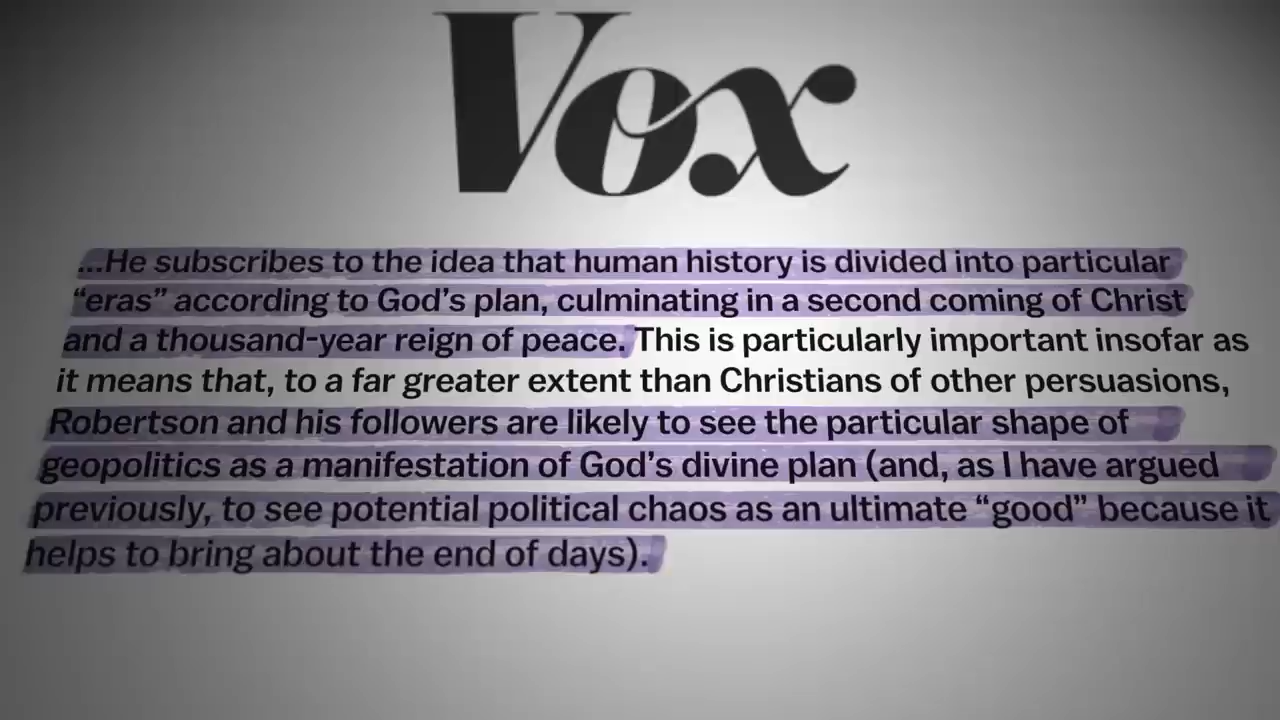 Vox
...He subscribes to the idea that human history is divided into particular
“eras” according to God’s plan, culminating in a second coming of Christ
and a thousand-year reign of peace. This is particularly important insofar as
it means that, to a far greater extent than Christians of other persuasions,
Robertson and his followers are likely to see the particular shape of
geopolitics as a manifestation of God’s divine plan (and, as I have argued
previously, to see potential political chaos as an ultimate “good” because it
helps to bring about the end of days).